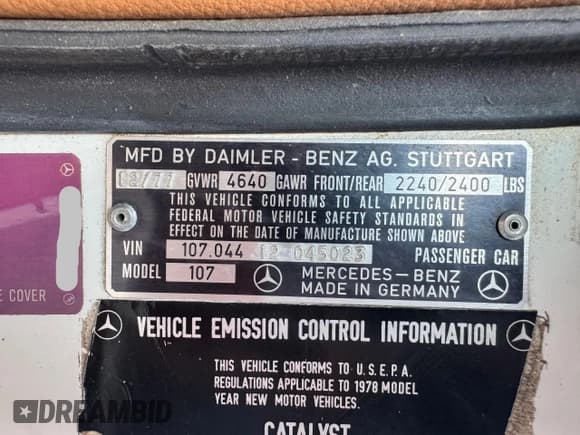 MFD BY DAIMLER - BENZ AG. STUTTGART
GVWR 4640 GAWR FRONT/REAR 2240/2400 LBS
THIS VEHICLE CONFORMS TO ALL APPLICABLE
FEDERAL MOTOR VEHICLE SAFETY STANDARDS IN
EFFECT ON THE DATE OF MANUFACTURE SHOWN ABOVE
VIN 107.044 12 045023 PASSENGER CAR
MODEL 107 MERCEDES-BENZ
MADE IN GERMANY
E COVER
VEHICLE EMISSION CONTROL INFORMATION
THIS VEHICLE CONFORMS TO U.S.E.P.A.
REGULATIONS APPLICABLE TO 1978 MODEL
YEAR NEW MOTOR VEHICLES.
CATALYST
DREAMBID